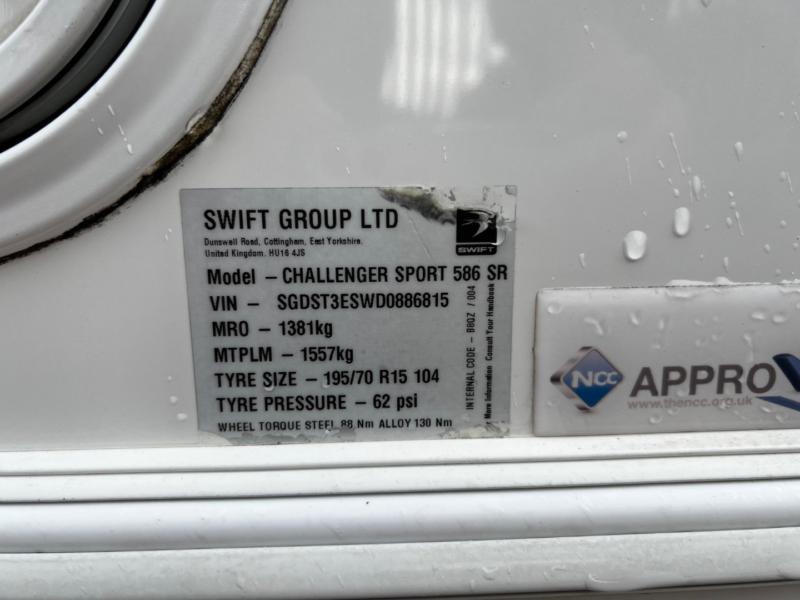 SWIFT GROUP LTD
Dunswell Road, Cottingham, East Yorkshire.
United Kingdom. HU16 4JS
SWIFT
Model – CHALLENGER SPORT 586 SR
VIN – SGDST3ESWD0886815
MRO – 1381kg
MTPLM – 1557kg
TYRE SIZE – 195/70 R15 104
TYRE PRESSURE – 62 psi
WHEEL TORQUE STEEL 88 Nm ALLOY 130 Nm
INTERNAL CODE – BBQZ / 004
More Information Consult Your Handbook
NCC
APPRO
www.thencc.org.uk